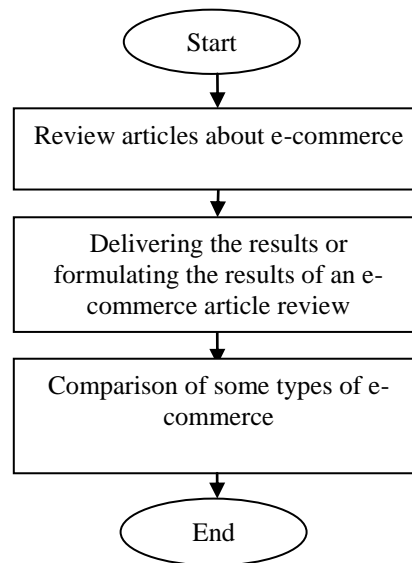 Start
Review articles about e-commerce
Delivering the results or
formulating the results of an e-
commerce article review
Comparison of some types of e-
commerce
End